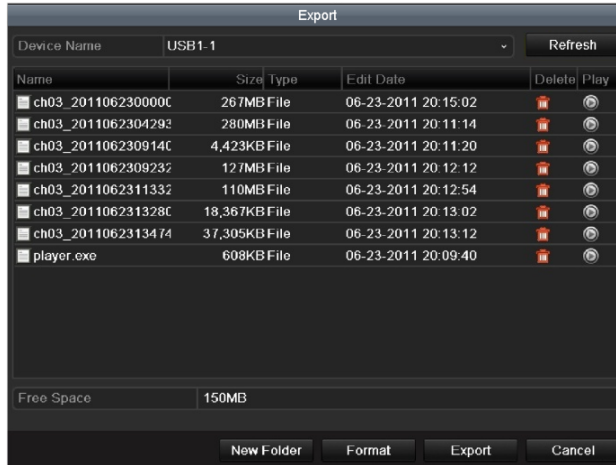 Export
Device Name USB1-1 Refresh
Name Size Type Edit Date Delete Play
ch03_201106230000C 267MB File 06-23-2011 20:15:02
ch03_201106230429З 280MB File 06-23-2011 20:11:14
ch03_201106230914C 4,423KB File 06-23-2011 20:11:20
ch03_2011062309232 127MB File 06-23-2011 20:12:12
ch03_2011062311332 110MB File 06-23-2011 20:12:54
ch03_201106231328C 18,367KB File 06-23-2011 20:13:02
ch03_2011062313474 37,305KB File 06-23-2011 20:13:12
player.exe 608KB File 06-23-2011 20:09:40
Free Space 150MB
New Folder Format Export Cancel